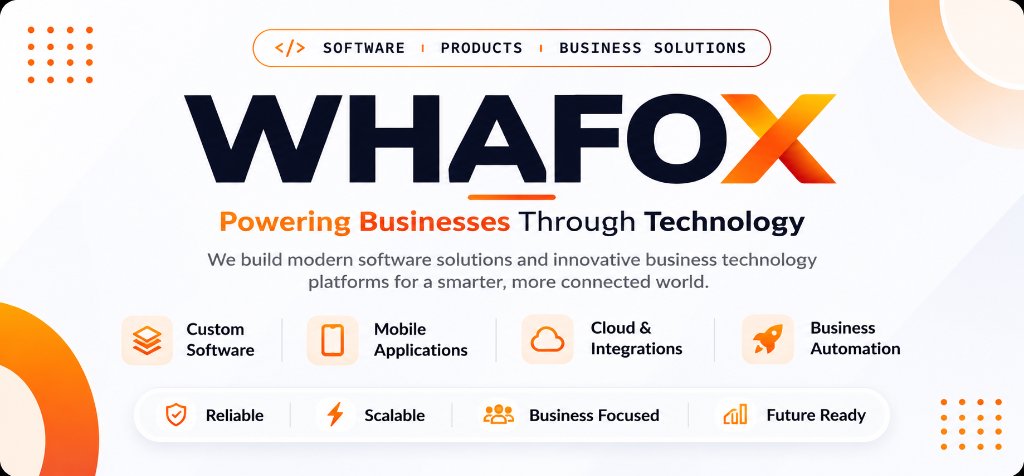 </> SOFTWARE | PRODUCTS | BUSINESS SOLUTIONS
WHAFOX
Powering Businesses Through Technology
We build modern software solutions and innovative business technology
platforms for a smarter, more connected world.
Custom
Software
Mobile
Applications
Cloud &
Integrations
Business
Automation
Reliable
Scalable
Business Focused
Future Ready